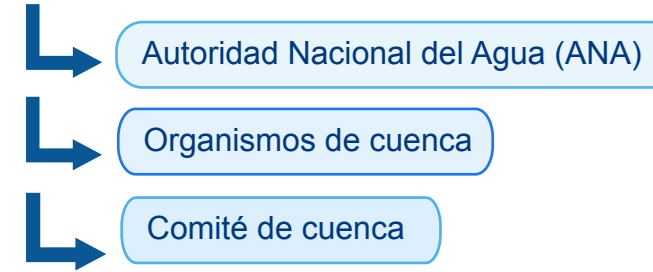 Autoridad Nacional del Agua (ANA)
Organismos de cuenca
Comité de cuenca